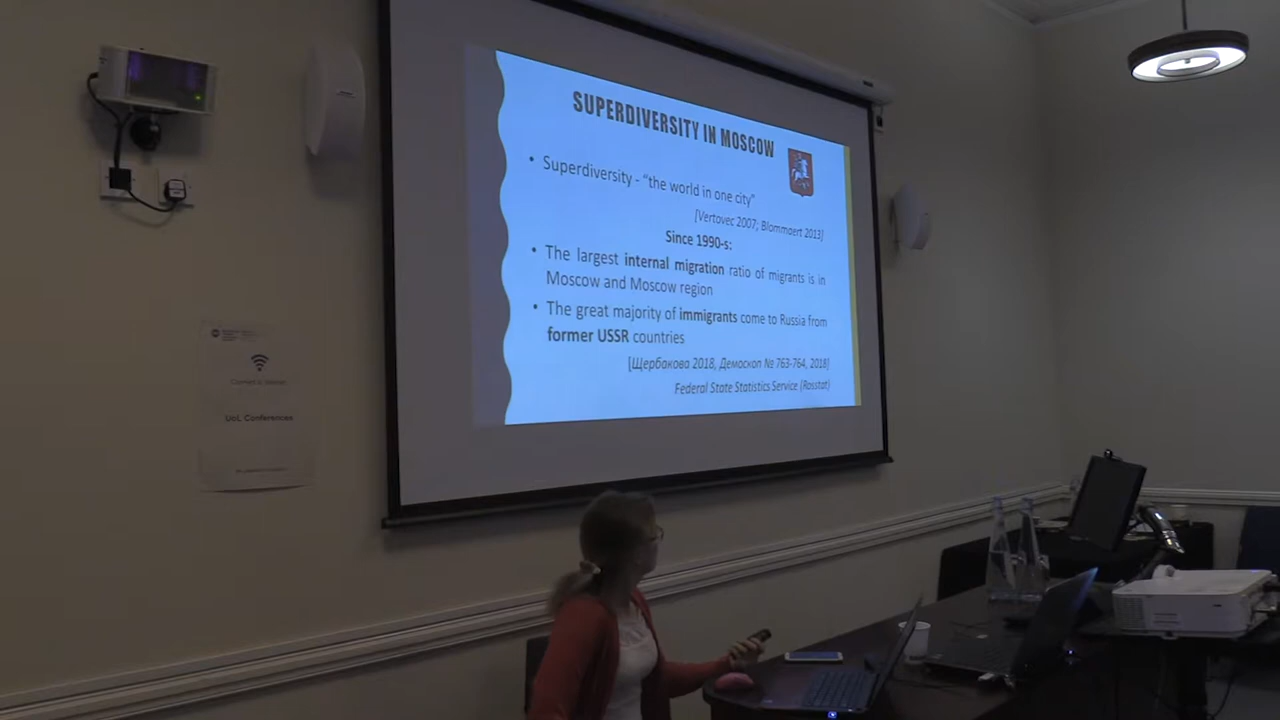 SUPERDIVERSITY IN MOSCOW
• Superdiversity - “the world in one city”
[Vertovec 2007; Blommaert 2013]
Since 1990-s:
• The largest internal migration ratio of migrants is in
Moscow and Moscow region
• The great majority of immigrants come to Russia from
former USSR countries
[Щербакова 2018, Демоскоп № 763-764, 2018]
Federal State Statistics Service (Rosstat)
UoL Conferences